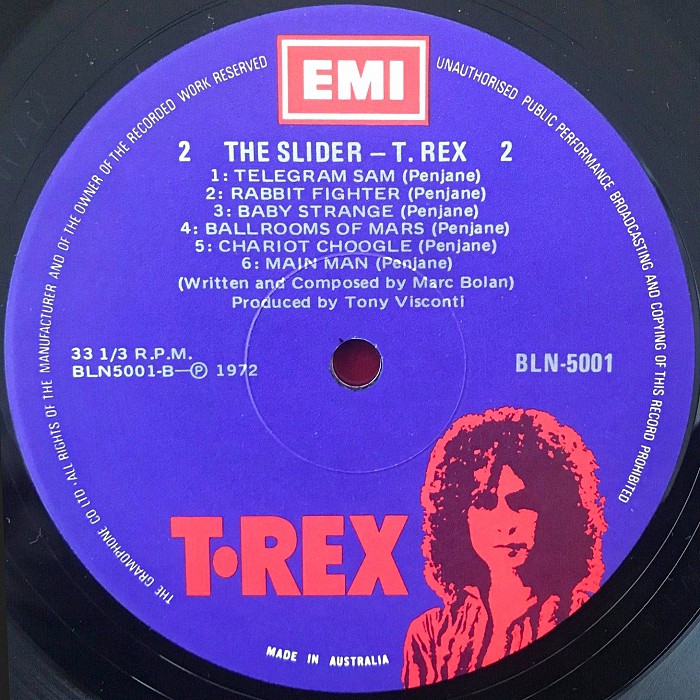 EMI
THE GRAMOPHONE CO LTD · ALL RIGHTS OF THE MANUFACTURER AND OF THE OWNER OF THE RECORDED WORK RESERVED
UNAUTHORISED PUBLIC PERFORMANCE BROADCASTING AND COPYING OF THIS RECORD PROHIBITED
2 THE SLIDER – T. REX 2
1: TELEGRAM SAM (Penjane)
2: RABBIT FIGHTER (Penjane)
3: BABY STRANGE (Penjane)
4: BALLROOMS OF MARS (Penjane)
5: CHARIOT CHOOGLE (Penjane)
6: MAIN MAN (Penjane)
(Written and Composed by Marc Bolan)
Produced by Tony Visconti
33 1/3 R.P.M.
BLN5001-B—Ⓟ 1972
BLN-5001
T·REX
MADE IN AUSTRALIA